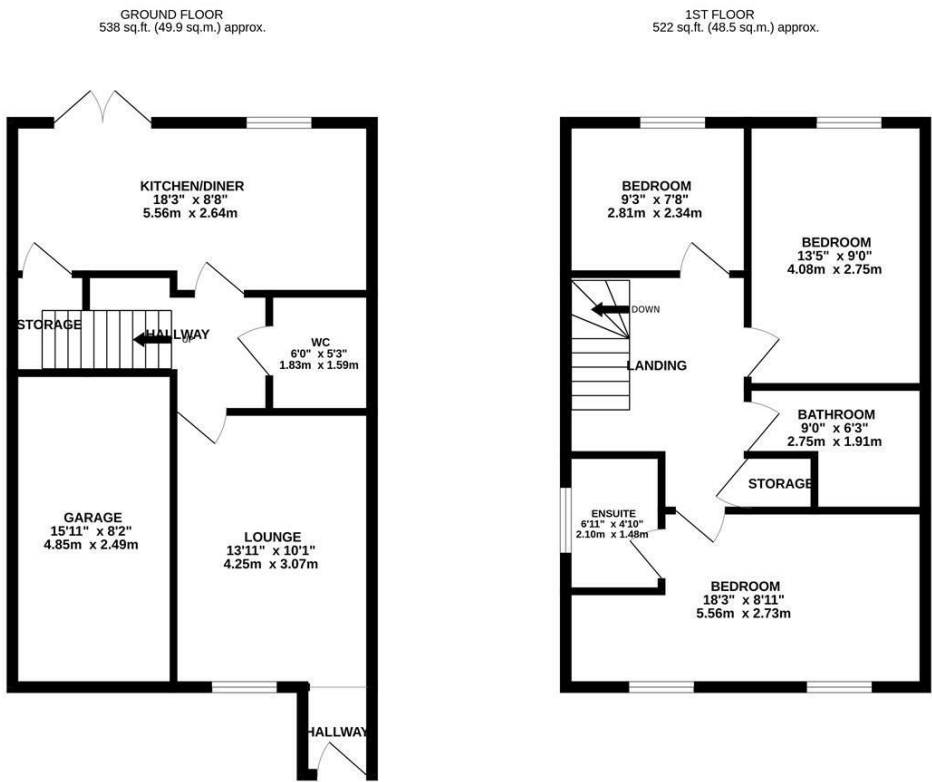 GROUND FLOOR
538 sq.ft. (49.9 sq.m.) approx.
1ST FLOOR
522 sq.ft. (48.5 sq.m.) approx.
KITCHEN/DINER
18'3" x 8'8"
5.56m x 2.64m
STORAGE
HALLWAY
UP
WC
6'0" x 5'3"
1.83m x 1.59m
GARAGE
15'11" x 8'2"
4.85m x 2.49m
LOUNGE
13'11" x 10'1"
4.25m x 3.07m
HALLWAY
BEDROOM
9'3" x 7'8"
2.81m x 2.34m
BEDROOM
13'5" x 9'0"
4.08m x 2.75m
DOWN
LANDING
BATHROOM
9'0" x 6'3"
2.75m x 1.91m
STORAGE
ENSUITE
6'11" x 4'10"
2.10m x 1.48m
BEDROOM
18'3" x 8'11"
5.56m x 2.73m